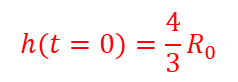 h(t = 0) = 4/3 R₀